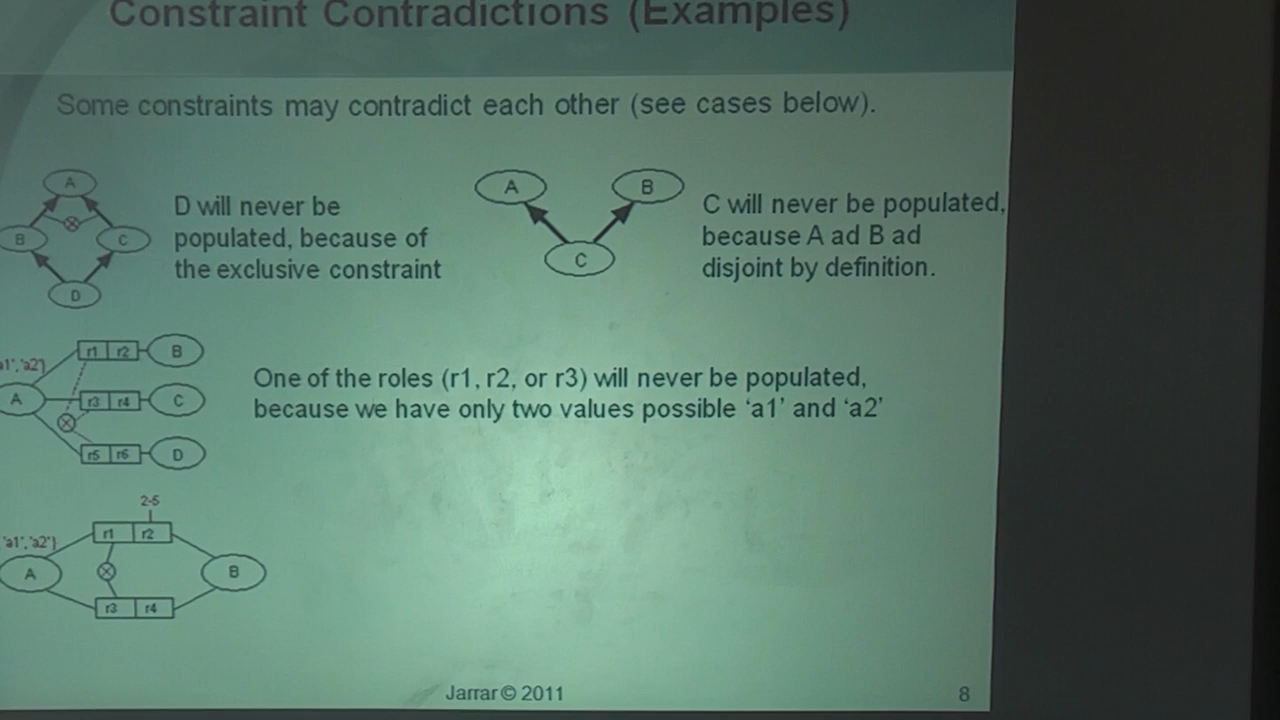 Constraint Contradictions (Examples)
Some constraints may contradict each other (see cases below).
A
B
C
D
D will never be
populated, because of
the exclusive constraint
A
B
C
C will never be populated,
because A ad B ad
disjoint by definition.
a1','a2'}
A
r1 r2
B
r3 r4
C
r5 r6
D
One of the roles (r1, r2, or r3) will never be populated,
because we have only two values possible ‘a1’ and ‘a2’
2-5
'a1','a2'}
A
r1 r2
B
r3 r4
Jarrar © 2011
8